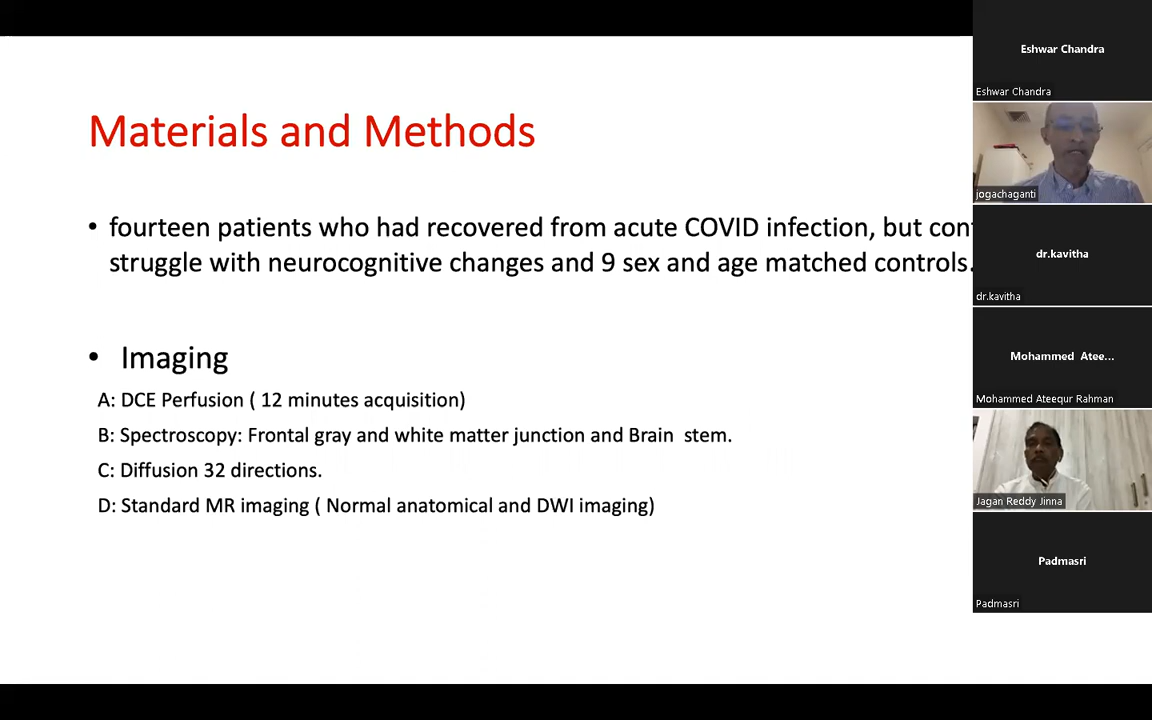 Materials and Methods
• fourteen patients who had recovered from acute COVID infection, but
struggle with neurocognitive changes and 9 sex and age matched controls.
• Imaging
A: DCE Perfusion ( 12 minutes acquisition)
B: Spectroscopy: Frontal gray and white matter junction and Brain stem.
C: Diffusion 32 directions.
D: Standard MR imaging ( Normal anatomical and DWI imaging)
Eshwar Chandra
Eshwar Chandra
jogachaganti
dr.kavitha
dr.kavitha
Mohammed Atee...
Mohammed Ateequr Rahman
Jagan Reddy Jinna
Padmasri
Padmasri